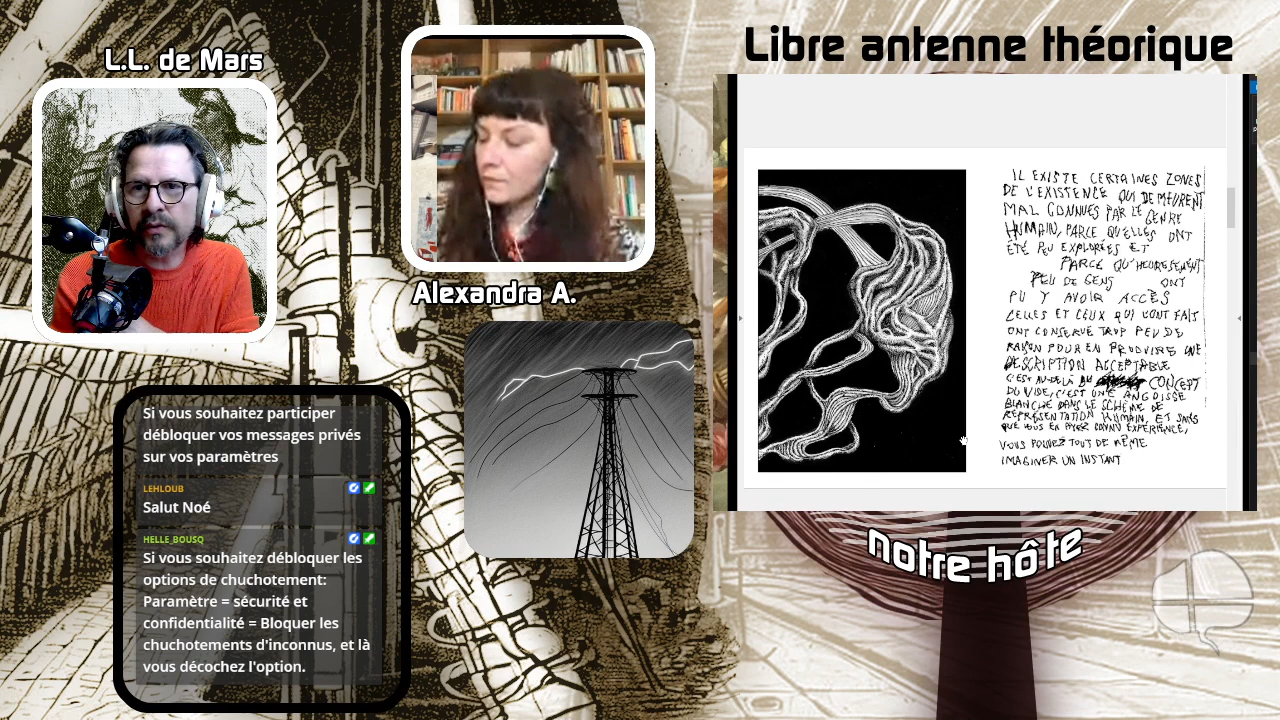 L.L. de Mars
Alexandra A.
Libre antenne théorique
IL EXISTE CERTAINES ZONES
DE L'EXISTENCE QUI DEMEURENT
MAL CONNUES PAR LE GENRE
HUMAIN, PARCE QU'ELLES ONT
ÉTÉ PEU EXPLORÉES ET
PARCE QU'HEUREUSEMENT
PEU DE GENS ONT
PU Y AVOIR ACCÈS
CELLES ET CEUX QUI L'ONT FAIT
ONT CONSERVÉ TROP PEU DE
RAISON POUR EN PRODUIRE UNE
DESCRIPTION ACCEPTABLE
C'EST AU-DELÀ DU CONCEPT
DU VIDE, C'EST UNE ANGOISSE
BLANCHE DANS LE SCHÉME DE
REPRÉSENTATION HUMAIN, ET SANS
QUE VOUS EN AYEZ CONNU L'EXPÉRIENCE,
VOUS POUVEZ TOUT DE MÊME
IMAGINER UN INSTANT
Si vous souhaitez participer
débloquer vos messages privés
sur vos paramètres
LEHLOUB
Salut Noé
HELLE_BOUSQ
Si vous souhaitez débloquer les
options de chuchotement:
Paramètre = sécurité et
confidentialité = Bloquer les
chuchotements d'inconnus, et là
vous décochez l'option.
notre hôte